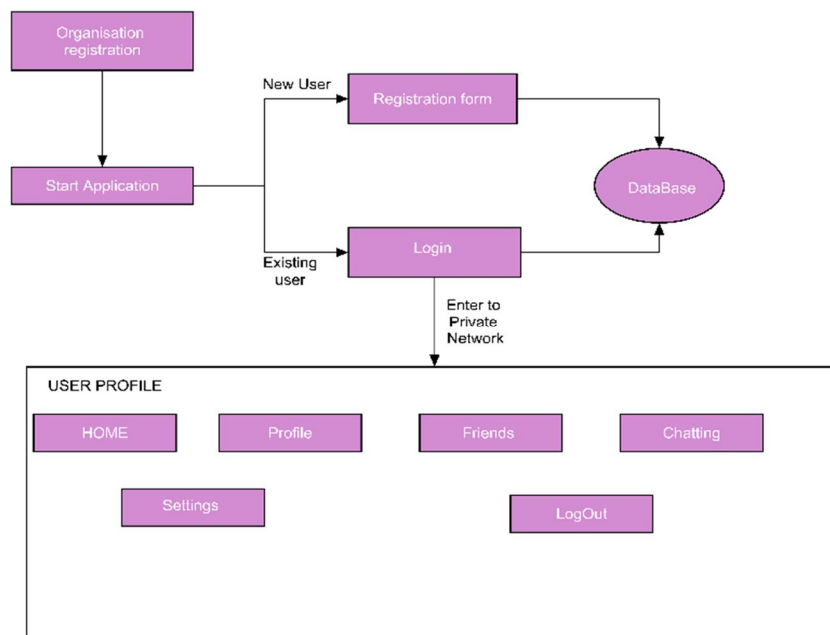 Organisation
registration
New User
Registration form
Start Application
DataBase
Existing
user
Login
Enter to
Private
Network
USER PROFILE
HOME
Profile
Friends
Chatting
Settings
LogOut